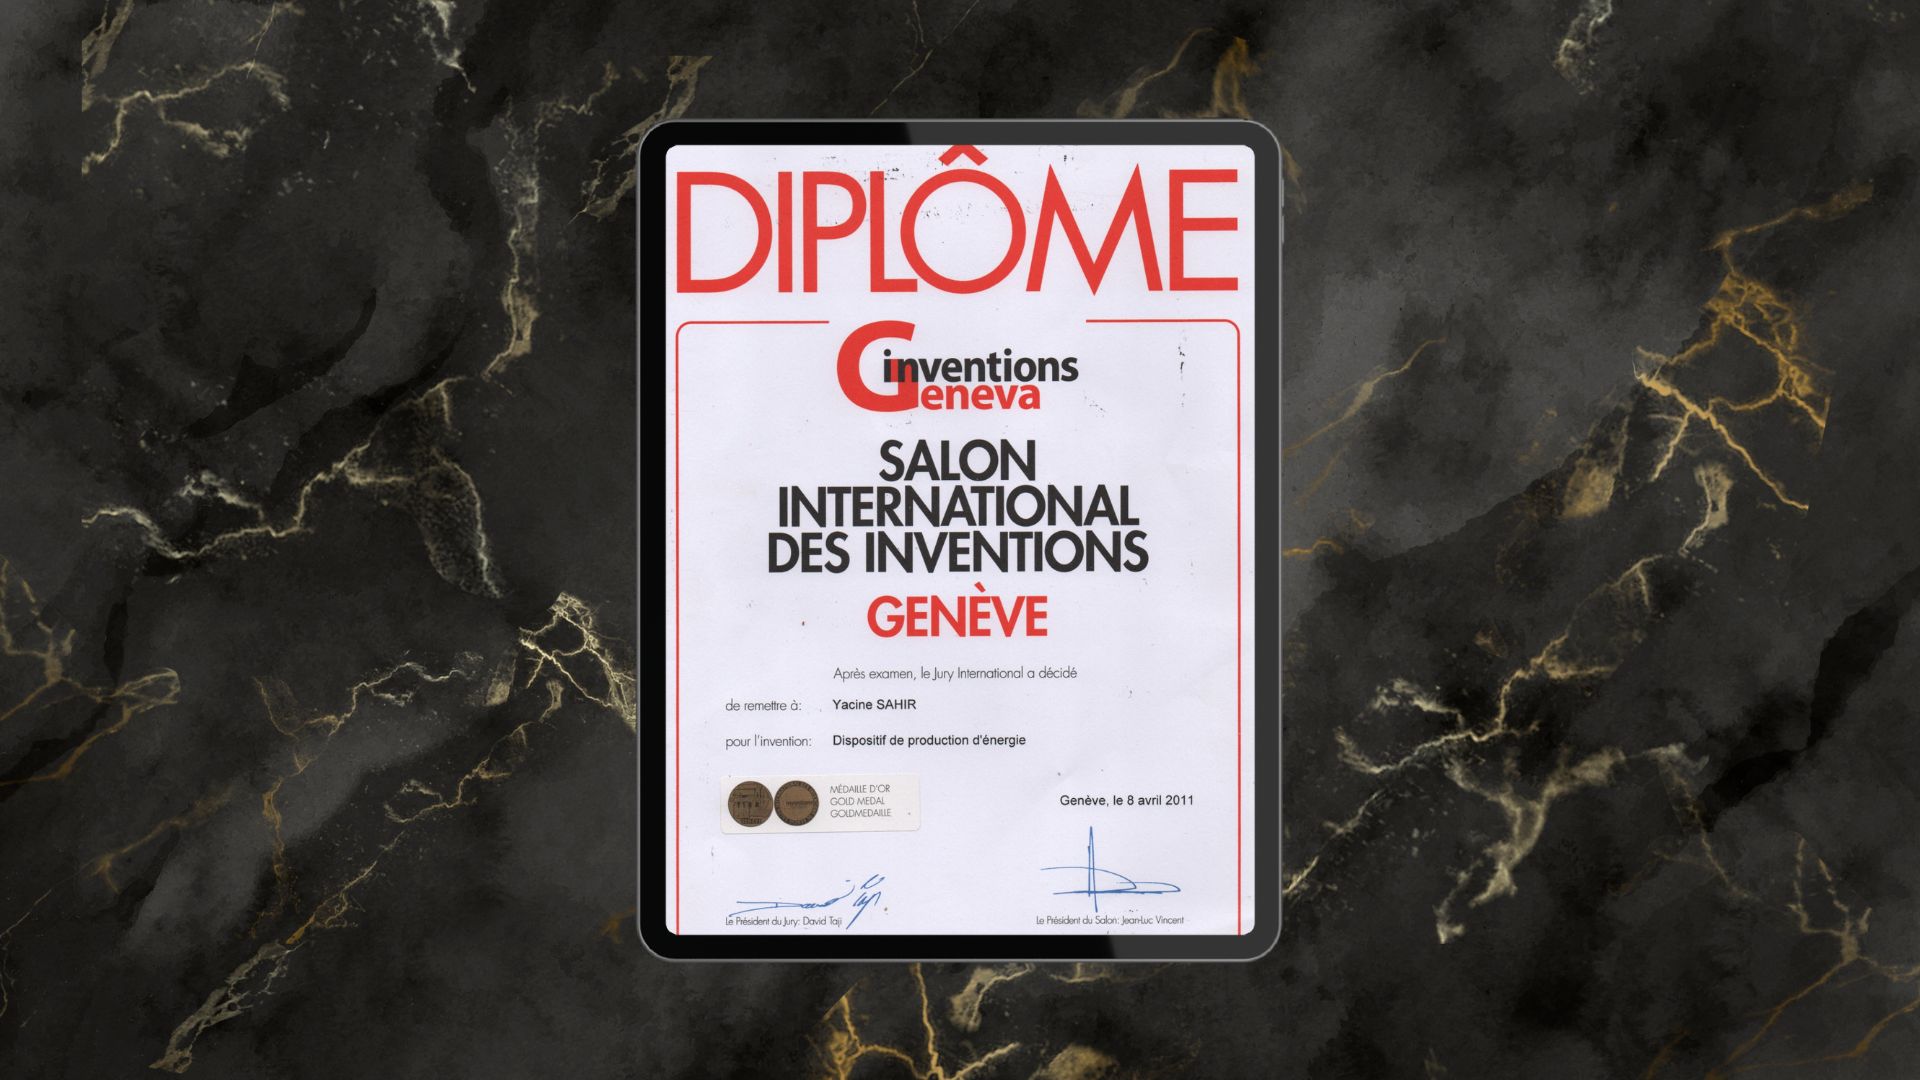 DIPLÔME
inventions
Geneva
SALON
INTERNATIONAL
DES INVENTIONS
GENÈVE
Après examen, le Jury International a décidé
de remettre à: Yacine SAHIR
pour l'invention: Dispositif de production d'énergie
MÉDAILLE D'OR
GOLD MEDAL
GOLDMEDAILLE
Genève, le 8 avril 2011
Le Président du Jury: David Taji
Le Président du Salon: Jean-Luc Vincent